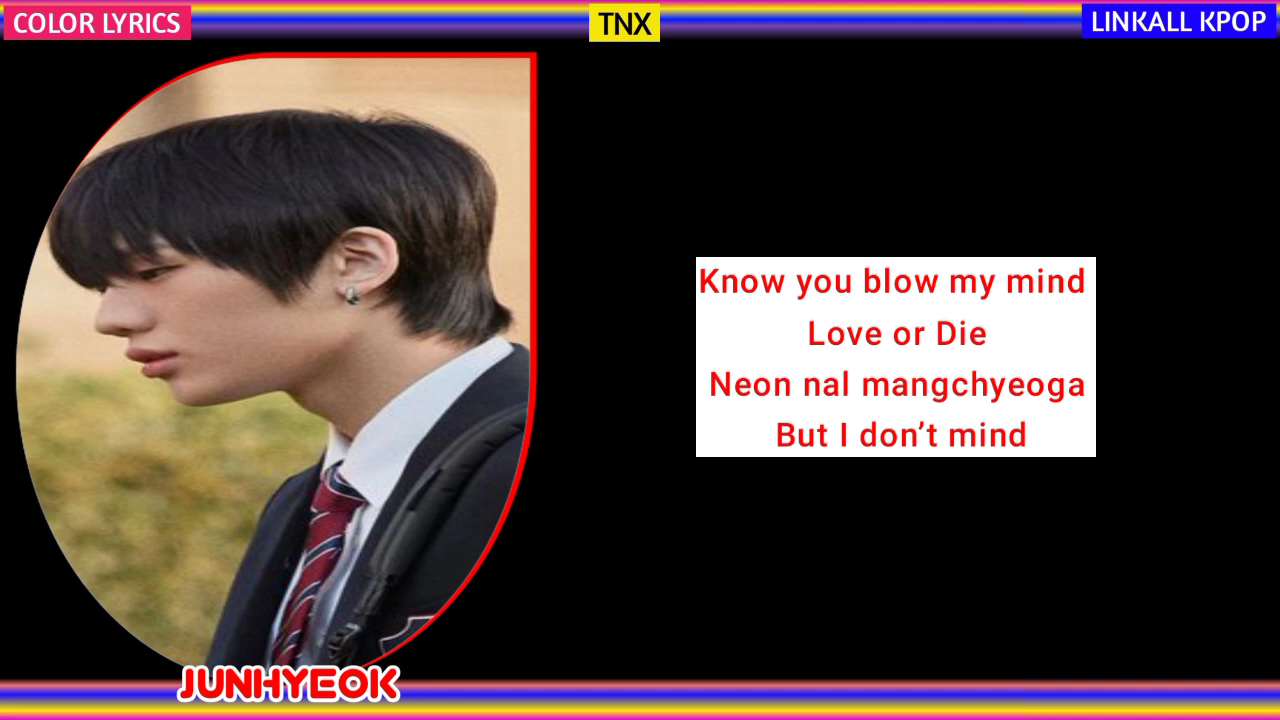 COLOR LYRICS
TNX
LINKALL KPOP
Know you blow my mind
Love or Die
Neon nal mangchyeoga
But I don’t mind
JUNHYEOK